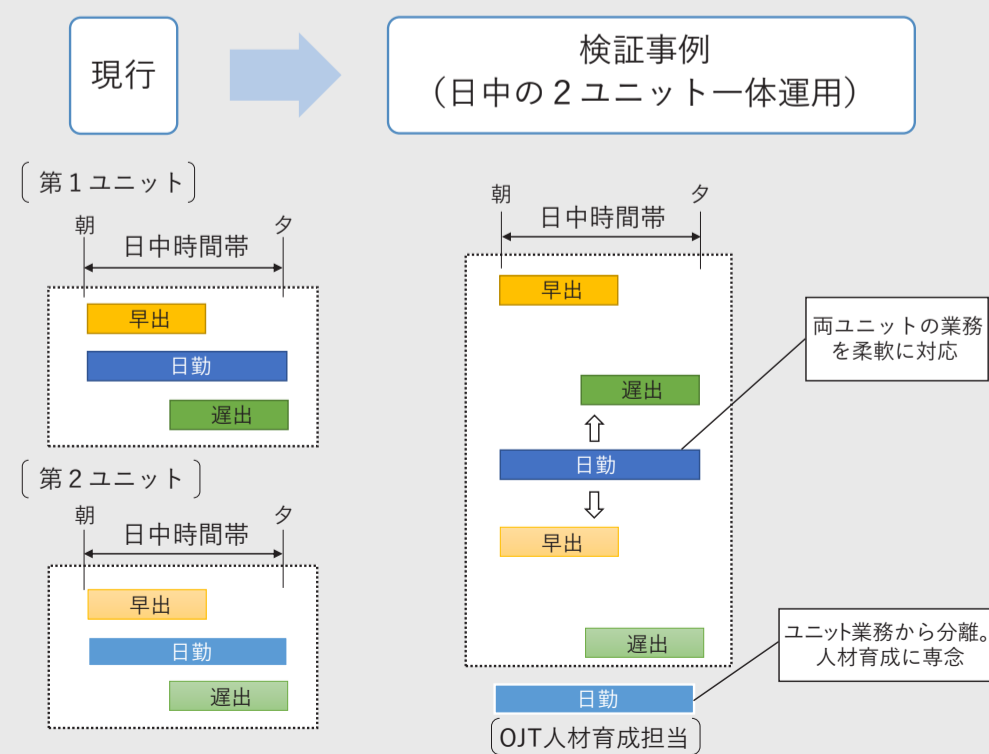 現行
検証事例
（日中の２ユニット一体運用）
第１ユニット
朝
夕
日中時間帯
早出
日勤
遅出
第２ユニット
朝
夕
日中時間帯
早出
日勤
遅出
朝
夕
日中時間帯
早出
遅出
日勤
早出
遅出
両ユニットの業務
を柔軟に対応
日勤
OJT人材育成担当
ユニット業務から分離。
人材育成に専念